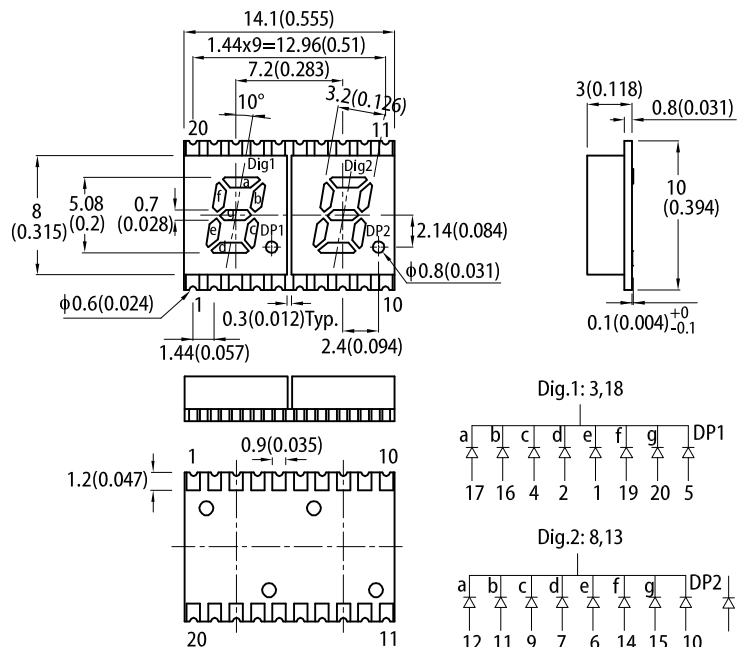 14.1(0.555)
1.44x9=12.96(0.51)
7.2(0.283)
3.2(0.126)
10°
20
11
Dig1
Dig2
a
f
b
g
e
c
d
DP1
DP2
8
(0.315)
5.08
(0.2)
0.7
(0.028)
2.14(0.084)
ϕ0.8(0.031)
ϕ0.6(0.024)
1
10
0.3(0.012)Typ.
1.44(0.057)
2.4(0.094)
3(0.118)
0.8(0.031)
10
(0.394)
0.1(0.004)+0 -0.1
1
0.9(0.035)
10
1.2(0.047)
20
11
Dig.1: 3,18
a b c d e f g DP1
17 16 4 2 1 19 20 5
Dig.2: 8,13
a b c d e f g DP2
12 11 9 7 6 14 15 10